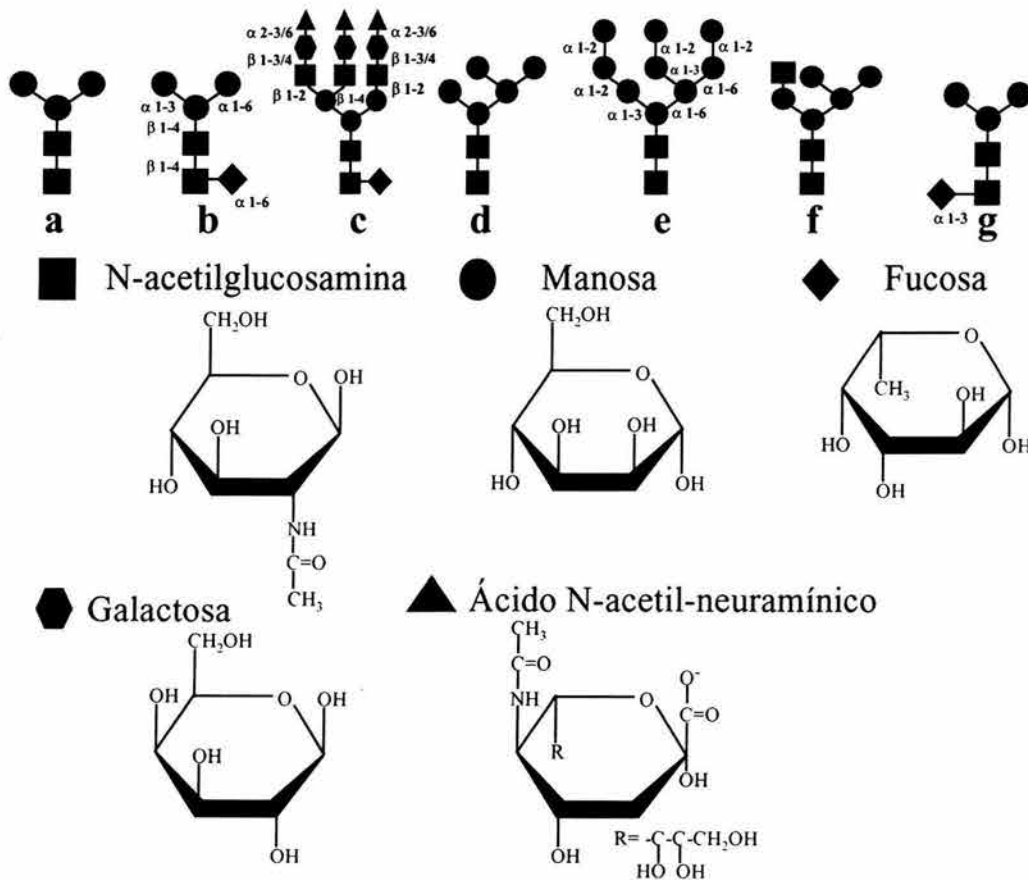 α 2-3/6 α 2-3/6
β 1-3/4 β 1-3/4
β 1-2 β 1-4 β 1-2
α 1-3 α 1-6
β 1-4
β 1-4
α 1-6
α 1-2 α 1-2 α 1-2
α 1-3
α 1-2 α 1-6
α 1-3 α 1-6
α 1-3
a b c d e f g
N-acetilglucosamina Manosa Fucosa
CH₂OH
O OH
OH
HO
NH
C=O
CH₃
CH₂OH
O
OH OH
HO OH
O
CH₃ OH
HO OH
OH
Galactosa Ácido N-acetil-neuramínico
CH₂OH
OH O OH
OH
OH
CH₃
C=O
NH O
O⁻
C=O
R
OH
OH
R= -C-C-CH₂OH
HO OH